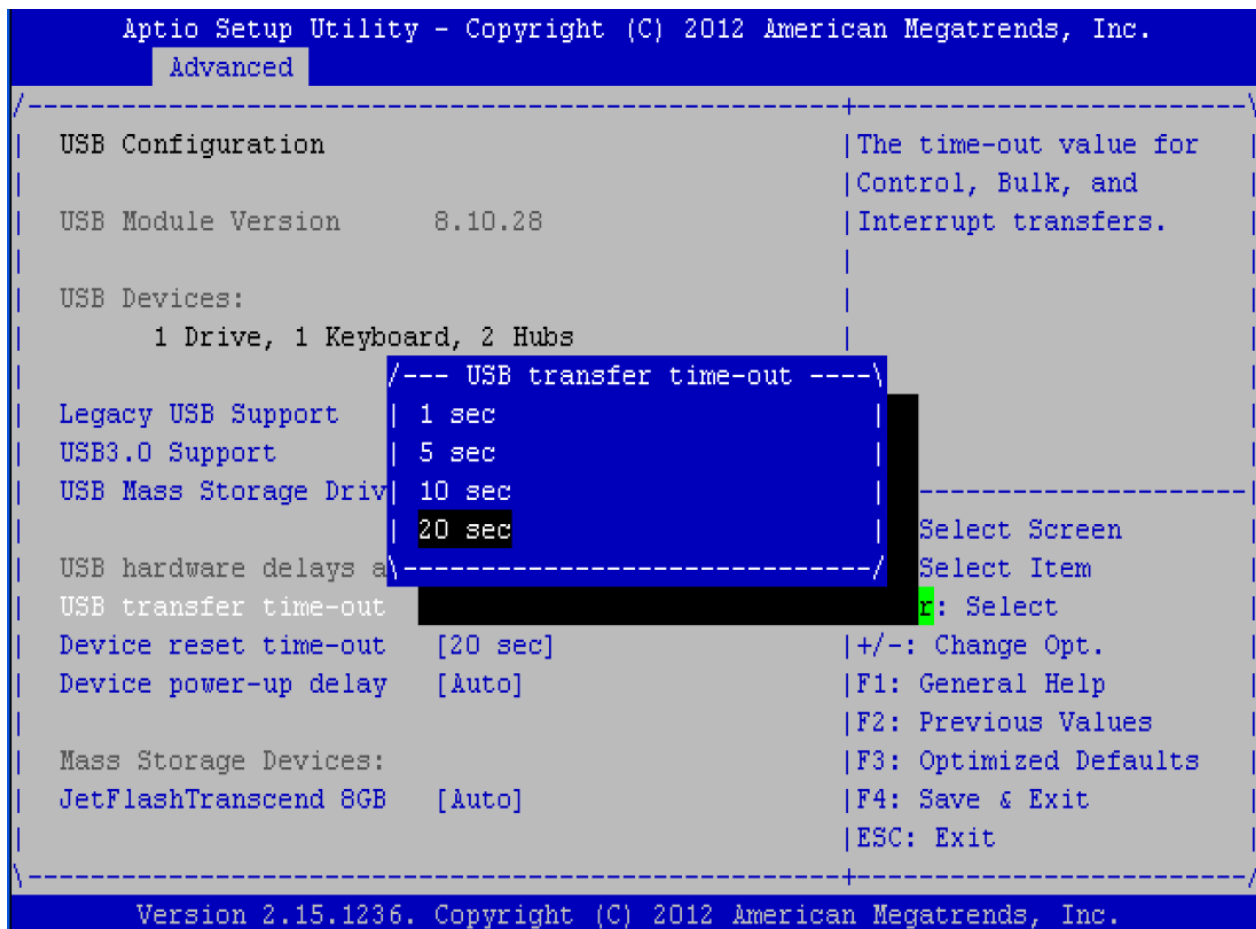 Aptio Setup Utility - Copyright (C) 2012 American Megatrends, Inc.
Advanced
USB Configuration
USB Module Version 8.10.28
USB Devices:
1 Drive, 1 Keyboard, 2 Hubs
Legacy USB Support
USB3.0 Support
USB Mass Storage Driv
USB hardware delays a
USB transfer time-out
Device reset time-out [20 sec]
Device power-up delay [Auto]
Mass Storage Devices:
JetFlashTranscend 8GB [Auto]
/--- USB transfer time-out ----\
1 sec
5 sec
10 sec
20 sec
The time-out value for
Control, Bulk, and
Interrupt transfers.
Select Screen
Select Item
r: Select
+/-: Change Opt.
F1: General Help
F2: Previous Values
F3: Optimized Defaults
F4: Save & Exit
ESC: Exit
Version 2.15.1236. Copyright (C) 2012 American Megatrends, Inc.